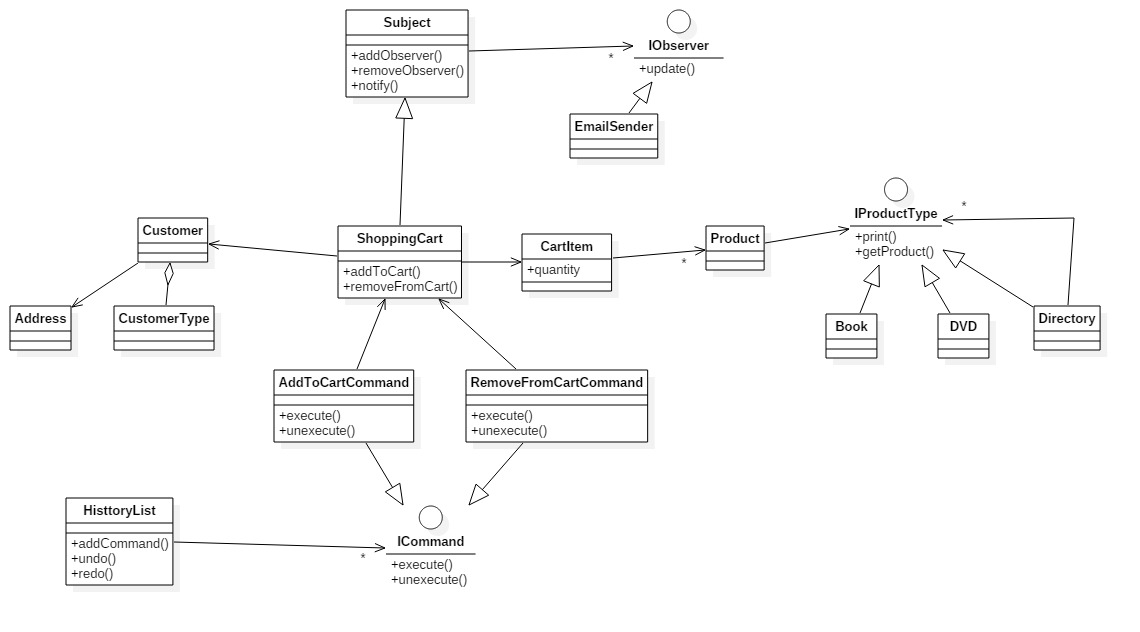 Subject
+addObserver()
+removeObserver()
+notify()
IObserver
*
+update()
EmailSender
Customer
ShoppingCart
+addToCart()
+removeFromCart()
CartItem
+quantity
*
Product
IProductType
*
+print()
+getProduct()
Address
CustomerType
Book
DVD
Directory
AddToCartCommand
+execute()
+unexecute()
RemoveFromCartCommand
+execute()
+unexecute()
HisttoryList
+addCommand()
+undo()
+redo()
*
ICommand
+execute()
+unexecute()